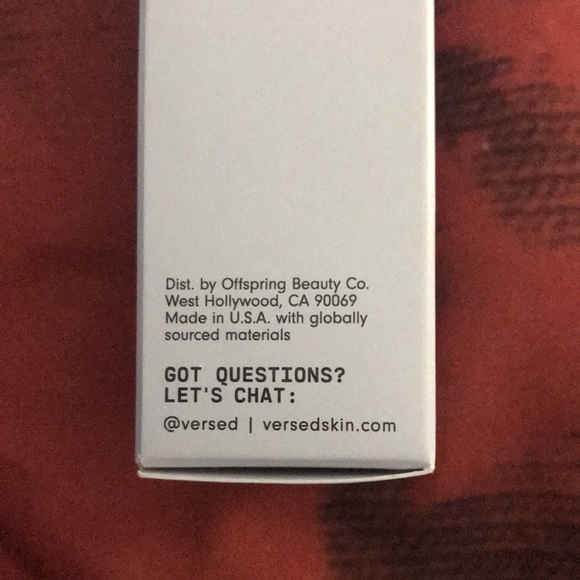 Dist. by Offspring Beauty Co.
West Hollywood, CA 90069
Made in U.S.A. with globally
sourced materials
GOT QUESTIONS?
LET'S CHAT:
@versed | versedskin.com